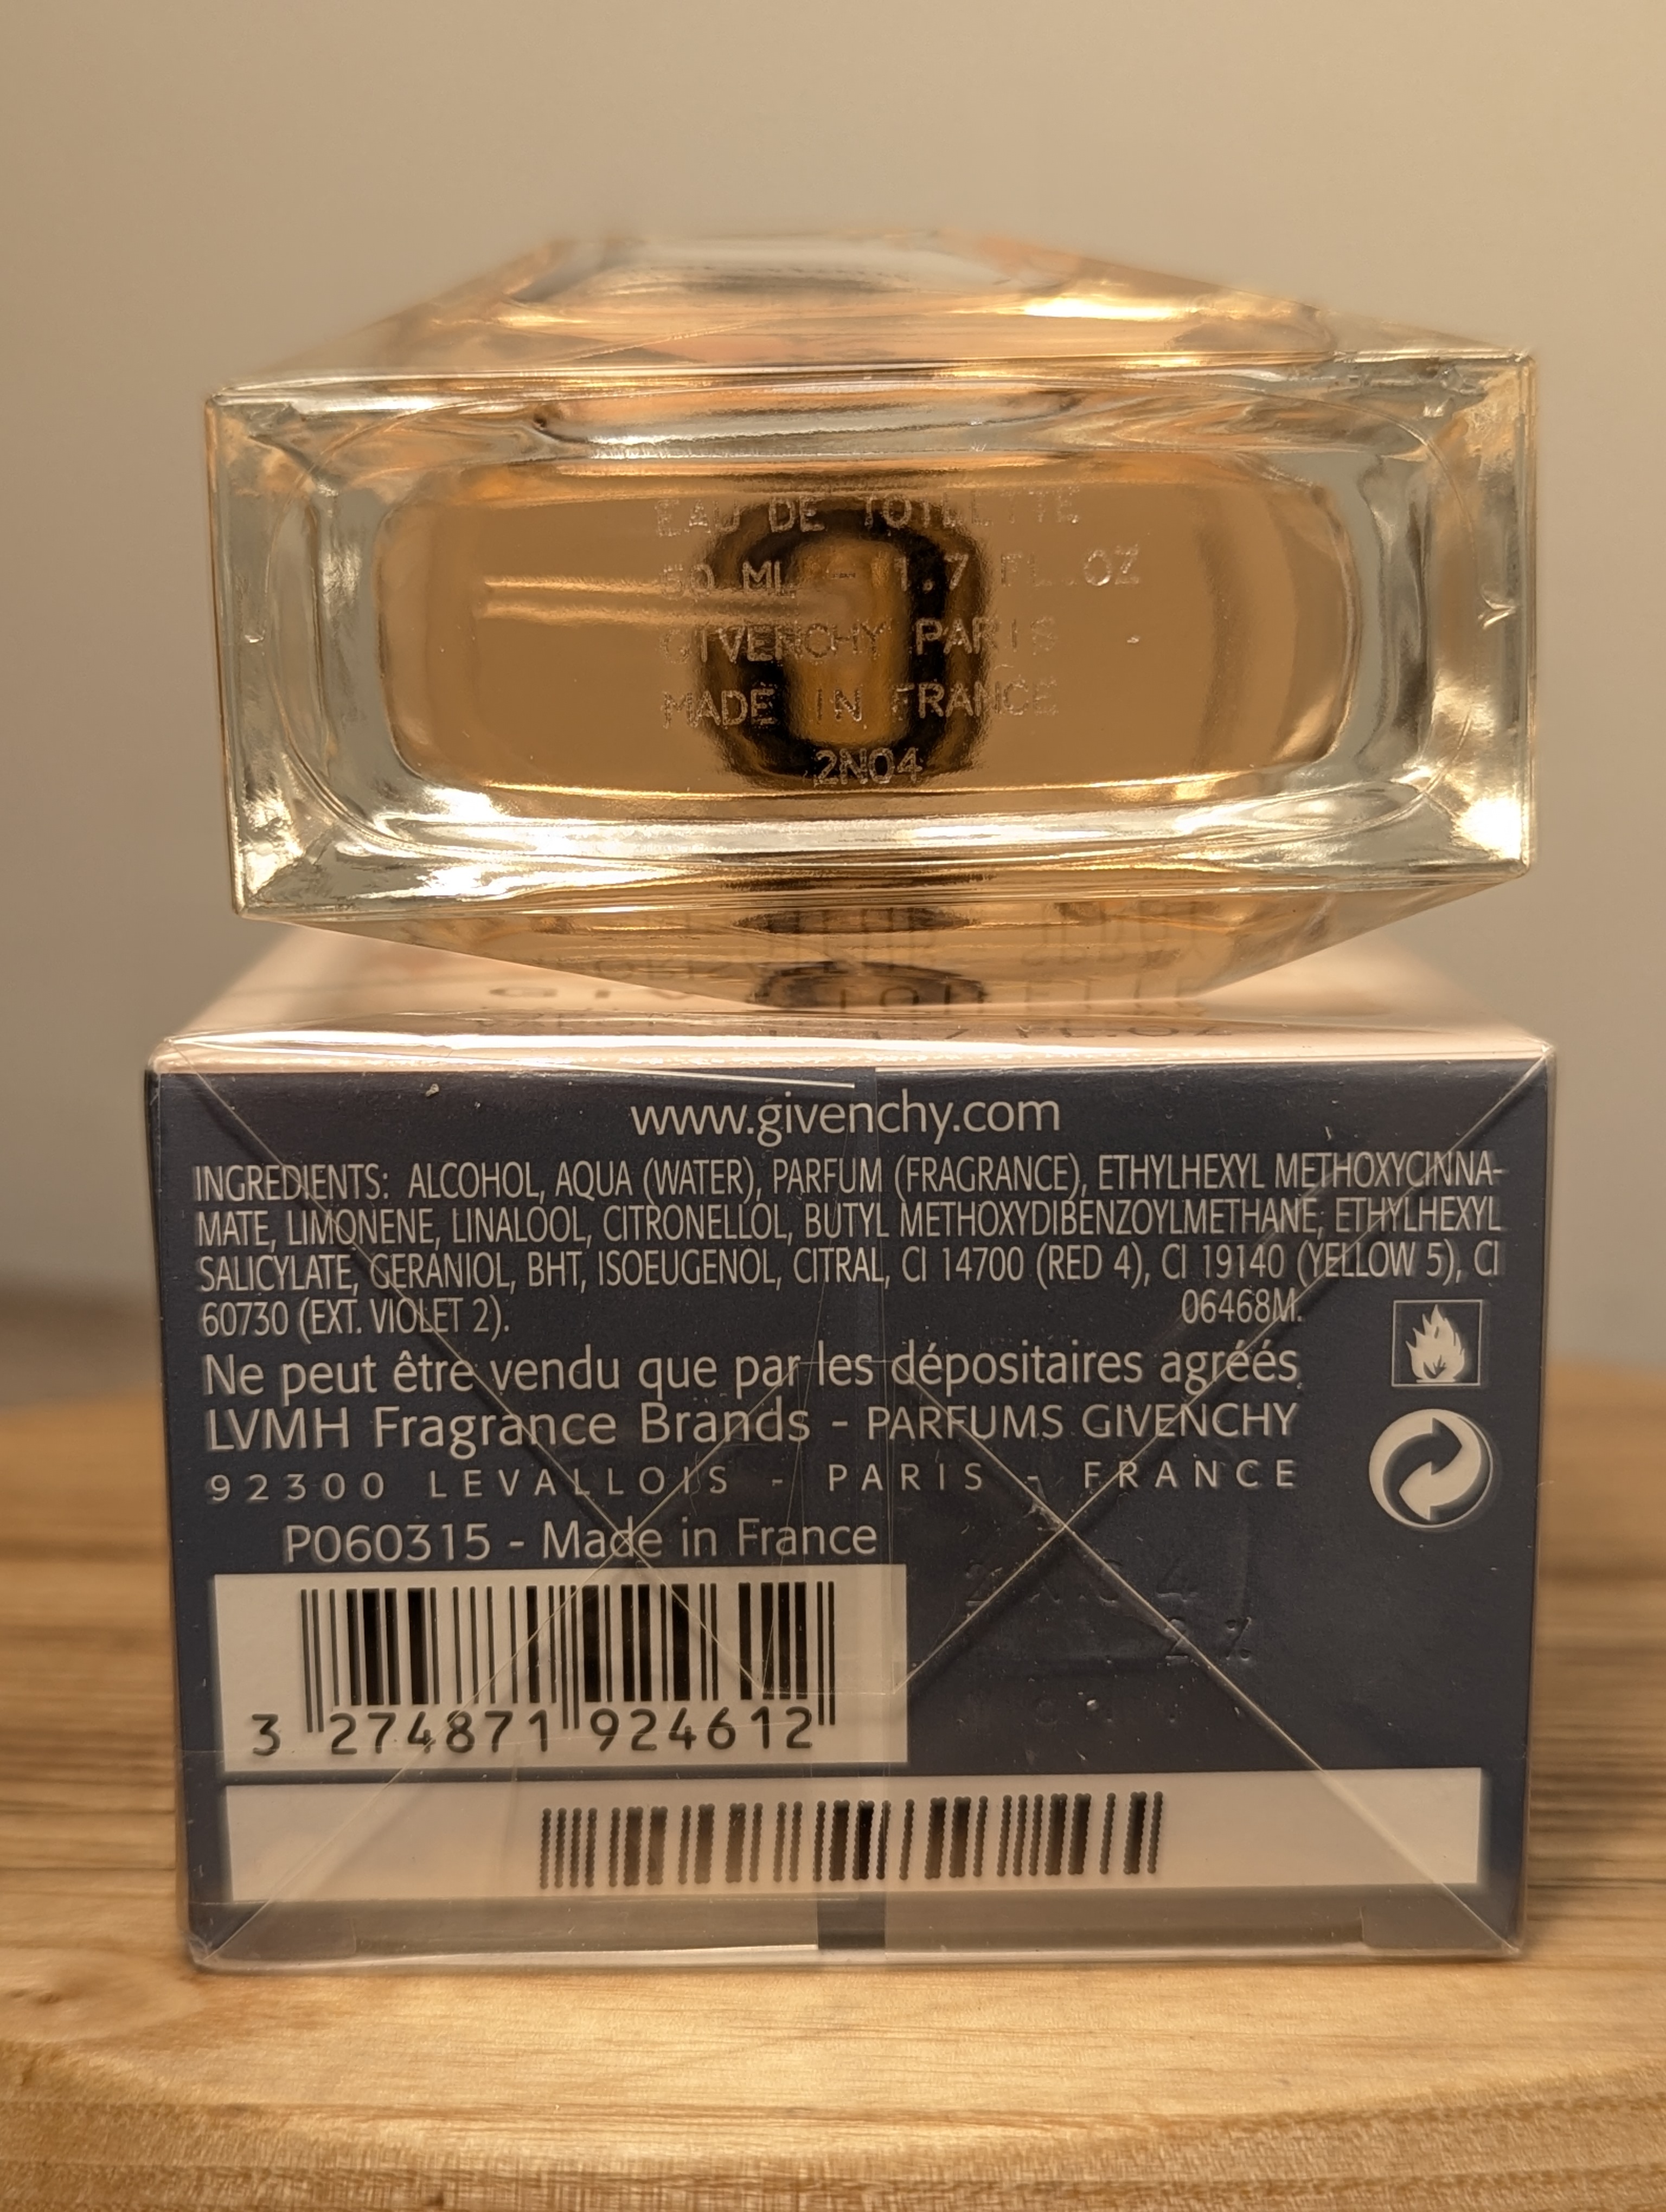 EAU DE TOILETTE
50 ML - 1.7 FL.OZ
GIVENCHY PARIS
MADE IN FRANCE
2N04
www.givenchy.com
INGREDIENTS: ALCOHOL, AQUA (WATER), PARFUM (FRAGRANCE), ETHYLHEXYL METHOXYCINNA-
MATE, LIMONENE, LINALOOL, CITRONELLOL, BUTYL METHOXYDIBENZOYLMETHANE, ETHYLHEXYL
SALICYLATE, GERANIOL, BHT, ISOEUGENOL, CITRAL, CI 14700 (RED 4), CI 19140 (YELLOW 5), CI
60730 (EXT. VIOLET 2). 06468M.
Ne peut être vendu que par les dépositaires agréés
LVMH Fragrance Brands - PARFUMS GIVENCHY
92300 LEVALLOIS - PARIS - FRANCE
P060315 - Made in France
3 274871 924612